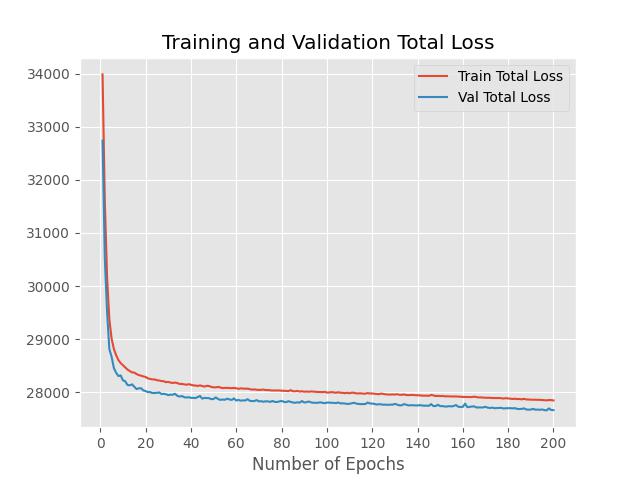 Training and Validation Total Loss
Train Total Loss
Val Total Loss
34000
33000
32000
31000
30000
29000
28000
0 20 40 60 80 100 120 140 160 180 200
Number of Epochs